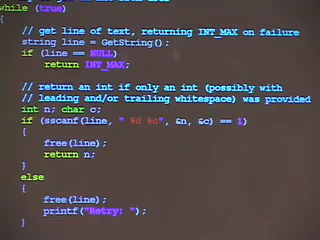 while (true)
{
// get line of text, returning INT_MAX on failure
string line = GetString();
if (line == NULL)
return INT_MAX;
// return an int if only an int (possibly with
// leading and/or trailing whitespace) was provided
int n; char c;
if (sscanf(line, " %d %c", &n, &c) == 1)
{
free(line);
return n;
}
else
{
free(line);
printf("Retry: ");
}